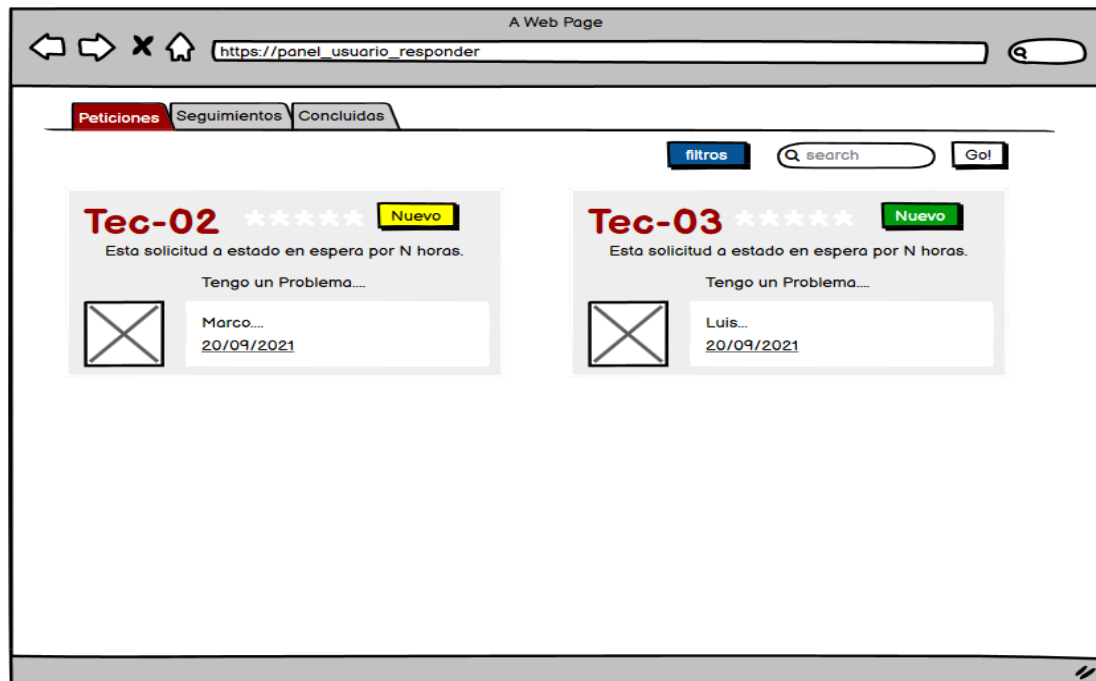 A Web Page
https://panel_usuario_responder
Peticiones Seguimientos Concluidas
filtros search Go!
Tec-02 Nuevo
Esta solicitud a estado en espera por N horas.
Tengo un Problema....
Marco....
20/09/2021
Tec-03 Nuevo
Esta solicitud a estado en espera por N horas.
Tengo un Problema....
Luis...
20/09/2021